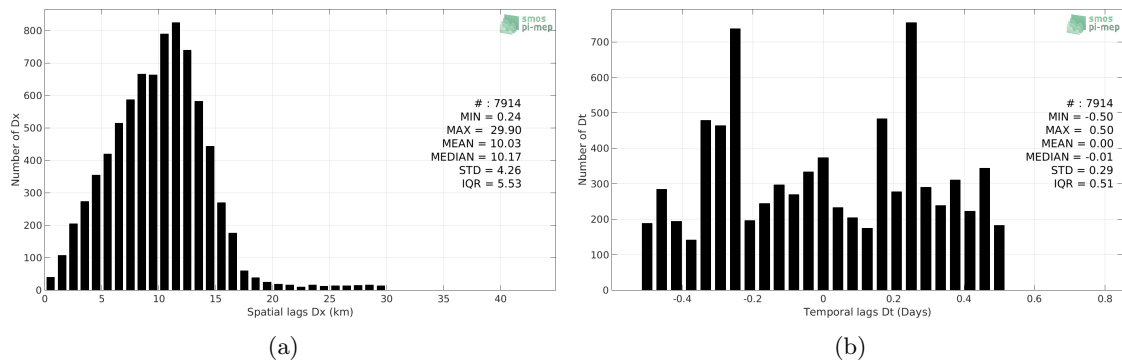 800
700
600
500
400
300
200
100
0
Number of Dx
0 5 10 15 20 25 30 35 40
Spatial lags Dx (km)
smos
pi-mep
# : 7914
MIN = 0.24
MAX = 29.90
MEAN = 10.03
MEDIAN = 10.17
STD = 4.26
IQR = 5.53
(a)
700
600
500
400
300
200
100
0
Number of Dt
-0.4 -0.2 0 0.2 0.4 0.6 0.8
Temporal lags Dt (Days)
smos
pi-mep
# : 7914
MIN = -0.50
MAX = 0.50
MEAN = 0.00
MEDIAN = -0.01
STD = 0.29
IQR = 0.51
(b)